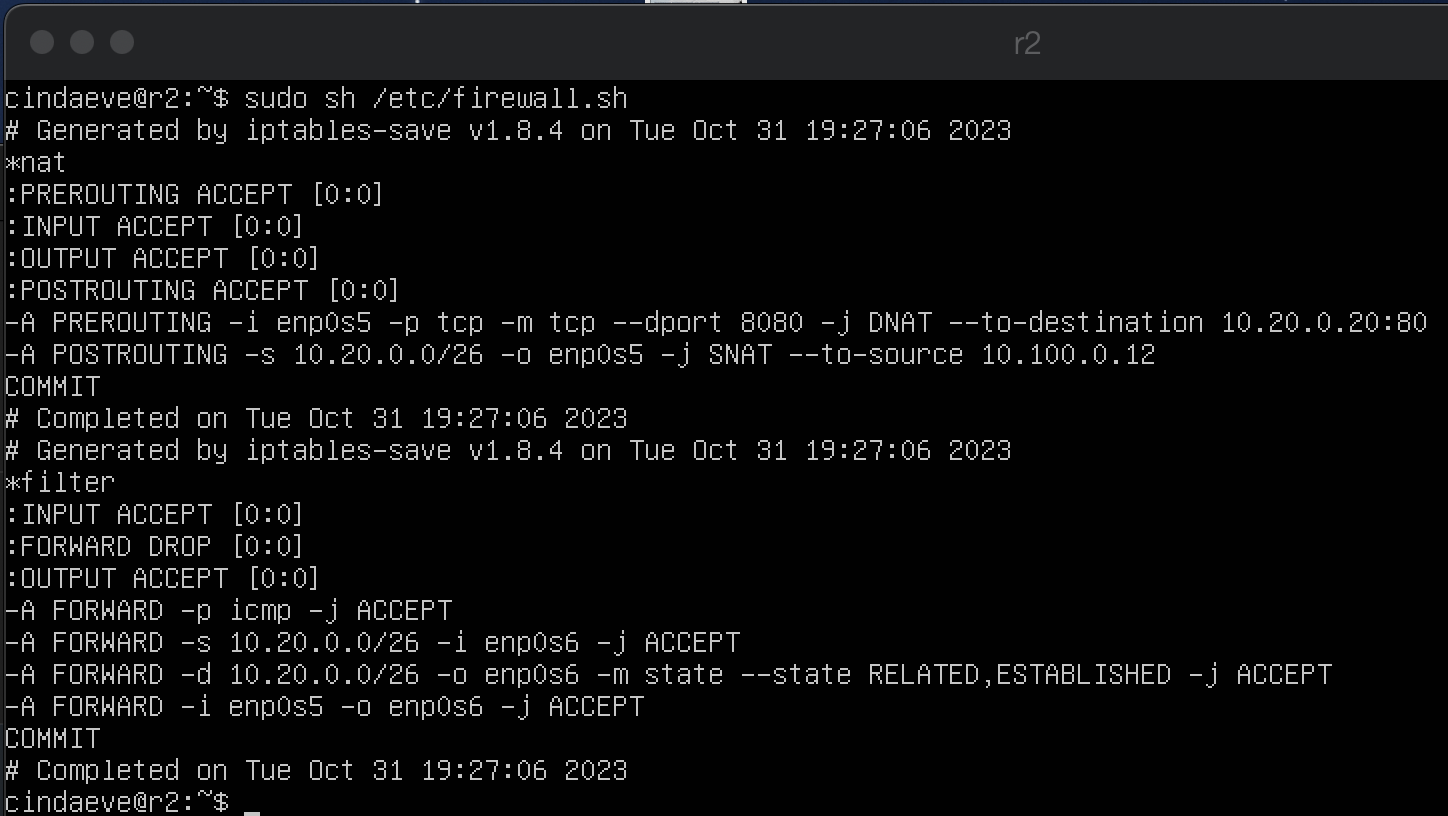 r2
cindaeve@r2:~$ sudo sh /etc/firewall.sh
# Generated by iptables-save v1.8.4 on Tue Oct 31 19:27:06 2023
*nat
:PREROUTING ACCEPT [0:0]
:INPUT ACCEPT [0:0]
:OUTPUT ACCEPT [0:0]
:POSTROUTING ACCEPT [0:0]
-A PREROUTING -i enp0s5 -p tcp -m tcp --dport 8080 -j DNAT --to-destination 10.20.0.20:80
-A POSTROUTING -s 10.20.0.0/26 -o enp0s5 -j SNAT --to-source 10.100.0.12
COMMIT
# Completed on Tue Oct 31 19:27:06 2023
# Generated by iptables-save v1.8.4 on Tue Oct 31 19:27:06 2023
*filter
:INPUT ACCEPT [0:0]
:FORWARD DROP [0:0]
:OUTPUT ACCEPT [0:0]
-A FORWARD -p icmp -j ACCEPT
-A FORWARD -s 10.20.0.0/26 -i enp0s6 -j ACCEPT
-A FORWARD -d 10.20.0.0/26 -o enp0s6 -m state --state RELATED,ESTABLISHED -j ACCEPT
-A FORWARD -i enp0s5 -o enp0s6 -j ACCEPT
COMMIT
# Completed on Tue Oct 31 19:27:06 2023
cindaeve@r2:~$